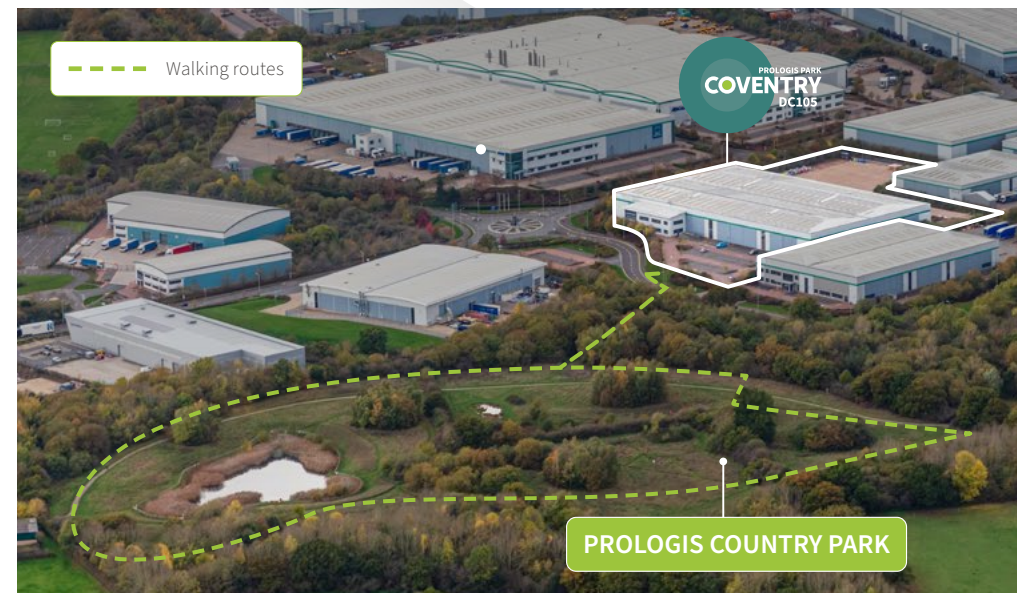 Walking routes
PROLOGIS PARK
COVENTRY
DC105
PROLOGIS COUNTRY PARK